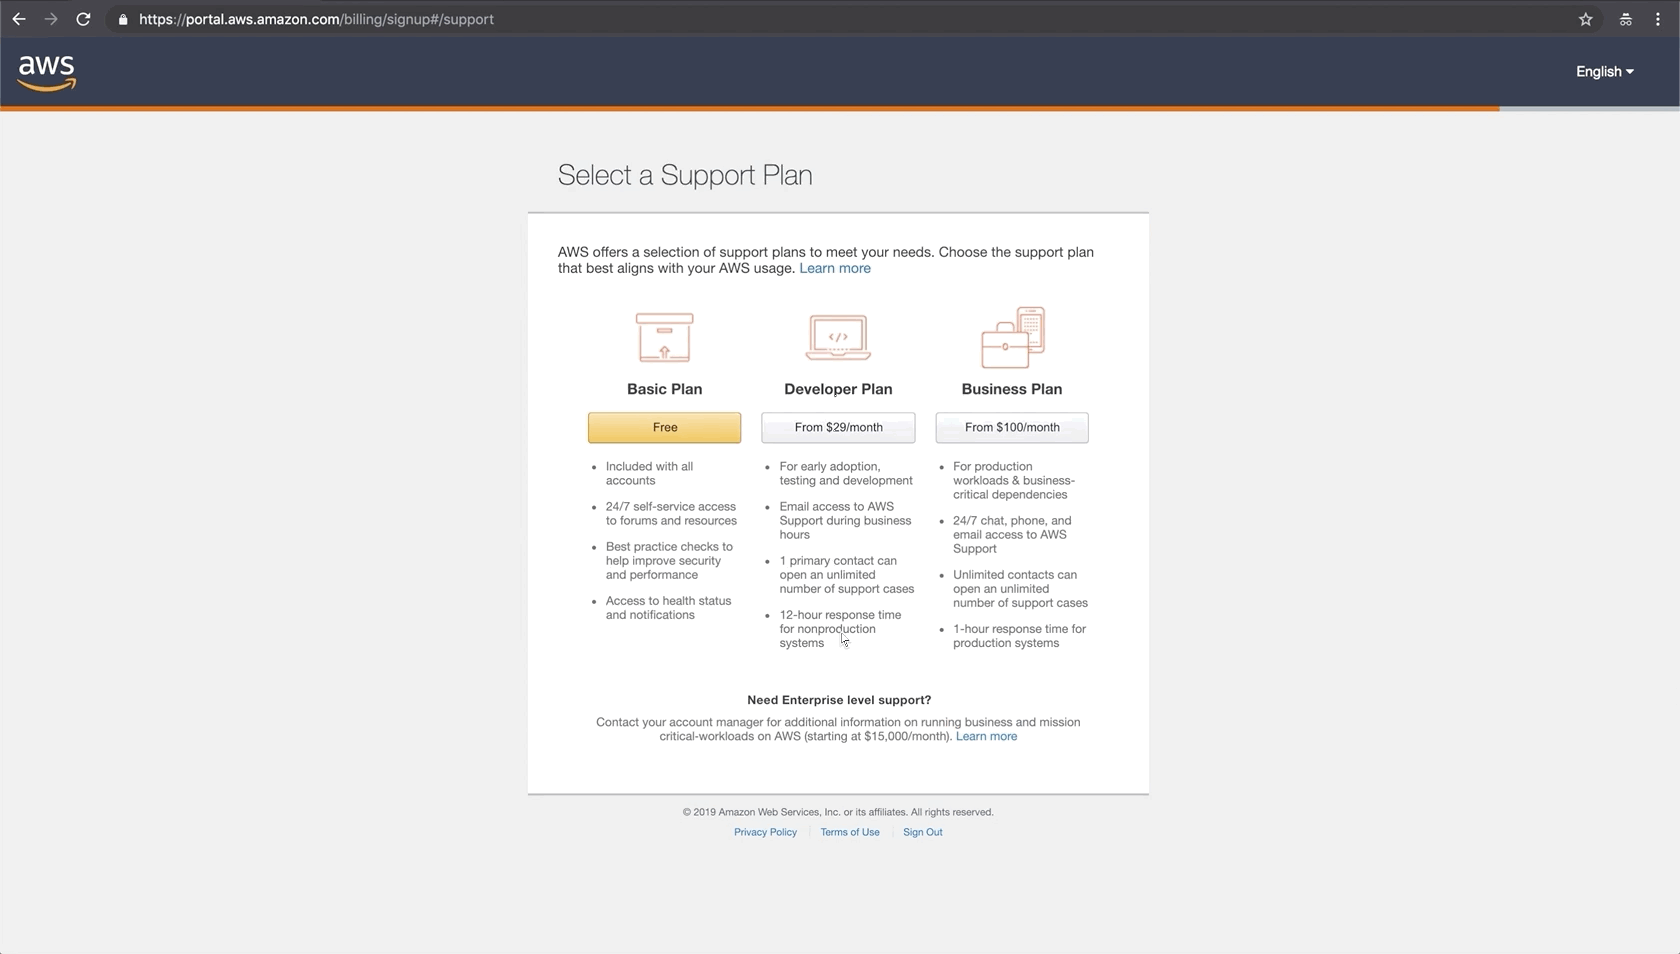 https://portal.aws.amazon.com/billing/signup#/support
aws
English
Select a Support Plan
AWS offers a selection of support plans to meet your needs. Choose the support plan
that best aligns with your AWS usage. Learn more
</>
Basic Plan
Free
Included with all
accounts
24/7 self-service access
to forums and resources
Best practice checks to
help improve security
and performance
Access to health status
and notifications
Developer Plan
From $29/month
For early adoption,
testing and development
Email access to AWS
Support during business
hours
1 primary contact can
open an unlimited
number of support cases
12-hour response time
for nonproduction
systems
Business Plan
From $100/month
For production
workloads & business-
critical dependencies
24/7 chat, phone, and
email access to AWS
Support
Unlimited contacts can
open an unlimited
number of support cases
1-hour response time for
production systems
Need Enterprise level support?
Contact your account manager for additional information on running business and mission
critical-workloads on AWS (starting at $15,000/month). Learn more
© 2019 Amazon Web Services, Inc. or its affiliates. All rights reserved.
Privacy Policy | Terms of Use | Sign Out